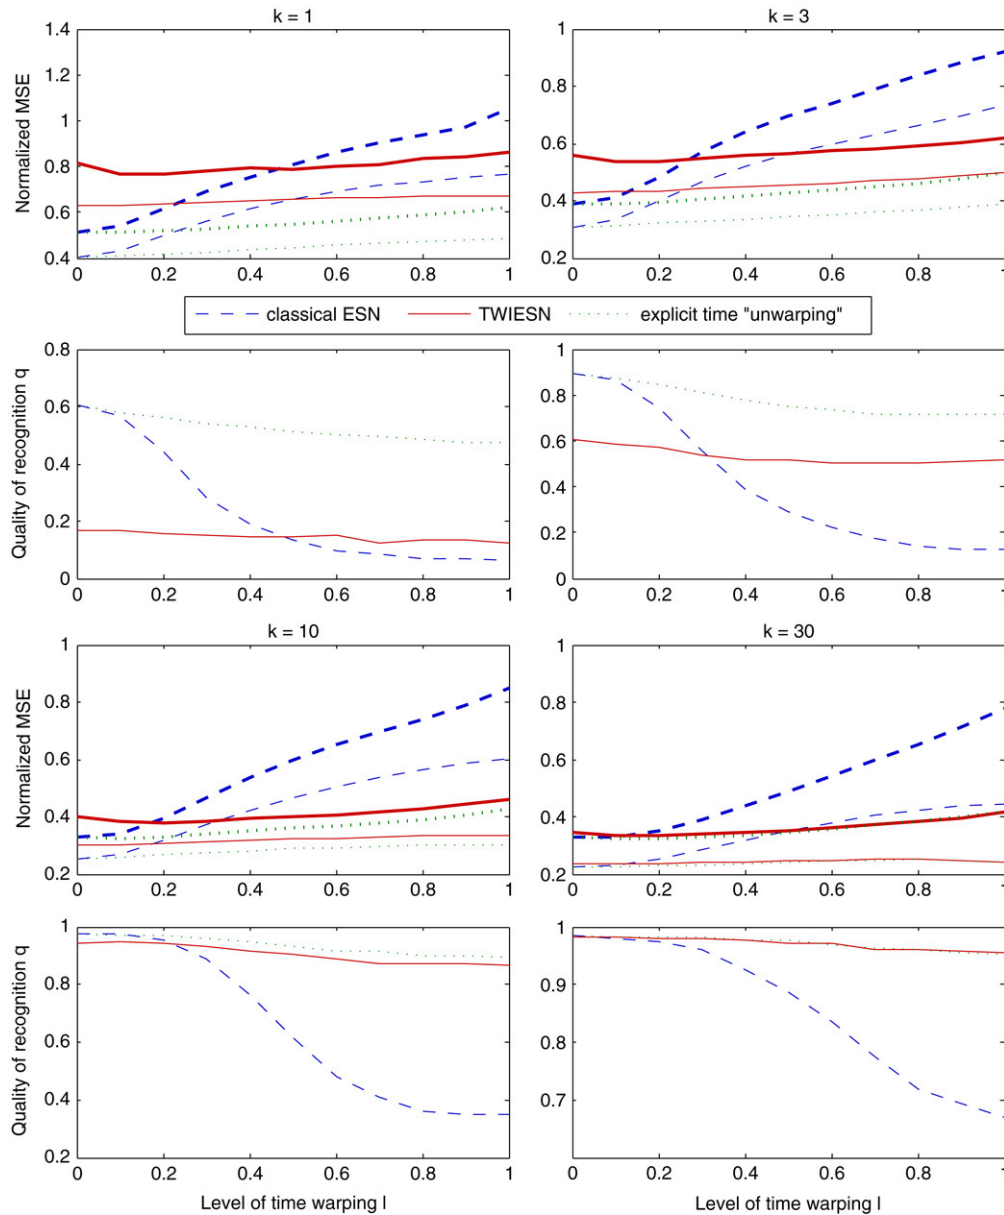 k = 1
k = 3
1.4
1.2
1
0.8
0.6
0.4
Normalized MSE
0 0.2 0.4 0.6 0.8 1
1
0.8
0.6
0.4
0.2
0 0.2 0.4 0.6 0.8 1
classical ESN TWIESN explicit time "unwarping"
0.8
0.6
0.4
0.2
0
Quality of recognition q
0 0.2 0.4 0.6 0.8 1
1
0.8
0.6
0.4
0.2
0
0 0.2 0.4 0.6 0.8 1
k = 10
k = 30
1
0.8
0.6
0.4
0.2
Normalized MSE
0 0.2 0.4 0.6 0.8 1
1
0.8
0.6
0.4
0.2
0 0.2 0.4 0.6 0.8 1
1
0.8
0.6
0.4
0.2
Quality of recognition q
0 0.2 0.4 0.6 0.8 1
Level of time warping l
1
0.9
0.8
0.7
0 0.2 0.4 0.6 0.8 1
Level of time warping l